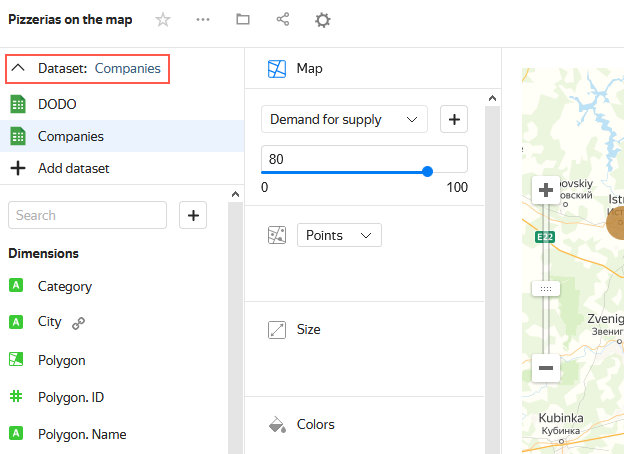 Pizzerias on the map
Dataset: Companies
DODO
Companies
Add dataset
Search
Dimensions
A Category
A City
Polygon
Polygon. ID
A Polygon. Name
Map
Demand for supply
80
0 100
Points
Size
Colors
E22
ovskiy
овский
Istr
Ист
Zvenig
Звениг
Kubinka
Кубинка